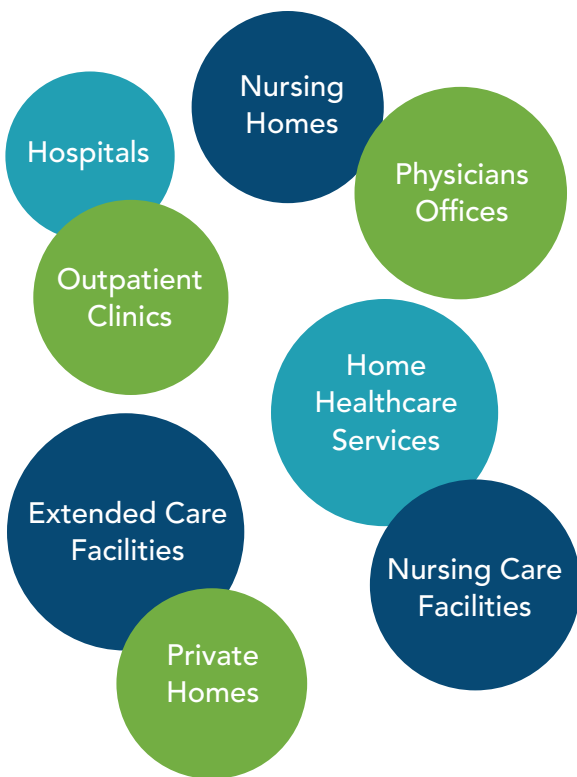 Nursing
Homes
Hospitals
Physicians
Offices
Outpatient
Clinics
Home
Healthcare
Services
Extended Care
Facilities
Nursing Care
Facilities
Private
Homes